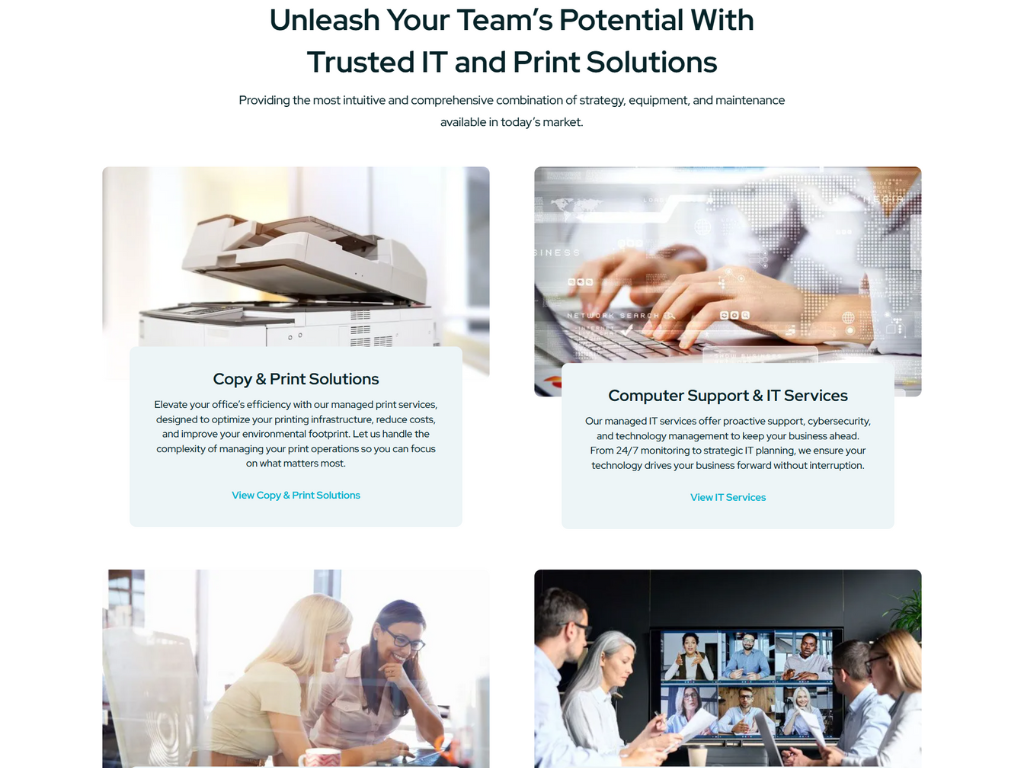 Unleash Your Team’s Potential With
Trusted IT and Print Solutions
Providing the most intuitive and comprehensive combination of strategy, equipment, and maintenance
available in today’s market.
BUSINESS
MEDIA
NETWORK SEARCH
INTERNET
Copy & Print Solutions
Elevate your office’s efficiency with our managed print services,
designed to optimize your printing infrastructure, reduce costs,
and improve your environmental footprint. Let us handle the
complexity of managing your print operations so you can focus
on what matters most.
View Copy & Print Solutions
Computer Support & IT Services
Our managed IT services offer proactive support, cybersecurity,
and technology management to keep your business ahead.
From 24/7 monitoring to strategic IT planning, we ensure your
technology drives your business forward without interruption.
View IT Services